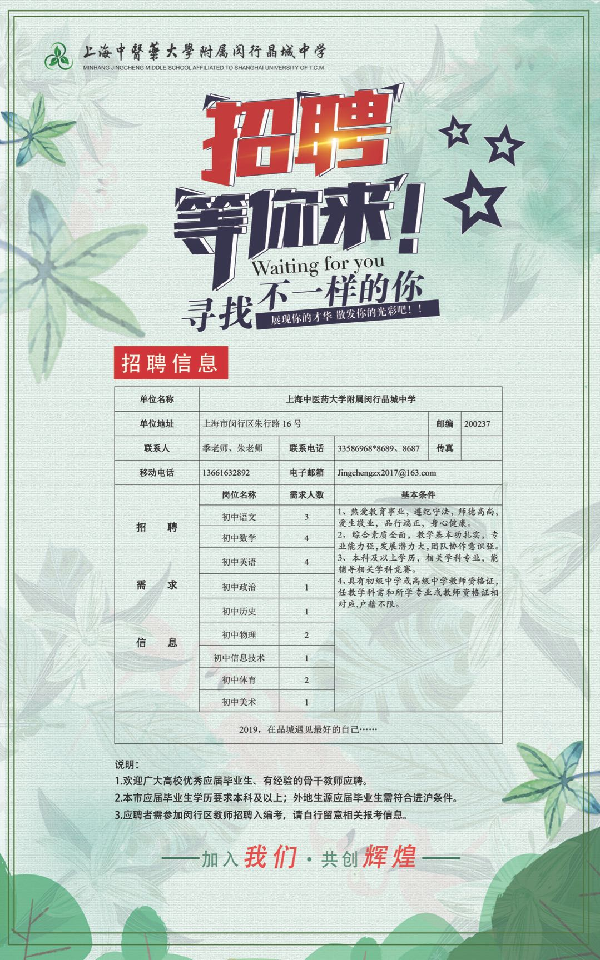 上海中醫藥大學附属闵行晶城中学
MINHANG JINGCHENG MIDDLE SCHOOL AFFILIATED TO SHANGHAI UNIVERSITY OF T.C.M.
招聘
等你来！
Waiting for you
寻找不一样的你
展现你的才华 散发你的光彩吧！！
招聘信息
单位名称 上海中医药大学附属闵行晶城中学
单位地址 上海市闵行区朱行路 16 号 邮编 200237
联系人 季老师、朱老师 联系电话 33586968*8689、8687 传真
移动电话 13661632892 电子邮箱 Jingchengzx2017@163.com
招聘需求信息
岗位名称 需求人数 基本条件
初中语文 3
初中数学 4
初中英语 4
初中政治 1
初中历史 1
初中物理 2
初中信息技术 1
初中体育 2
初中美术 1
1、热爱教育事业，遵纪守法，师德高尚，
爱生敬业，品行端正，身心健康。
2、综合素质全面，教学基本功扎实，专
业能力强,发展潜力大,团队协作意识强。
3、本科及以上学历，相关学科专业，能
辅导相关学科竞赛。
4、具有初级中学或高级中学教师资格证，
任教学科需和所学专业或教师资格证相
对应,户籍不限。
2019，在晶城遇见最好的自己……
说明：
1.欢迎广大高校优秀应届毕业生、有经验的骨干教师应聘。
2.本市应届毕业生学历要求本科及以上；外地生源应届毕业生需符合进沪条件。
3.应聘者需参加闵行区教师招聘入编考，请自行留意相关报考信息。
加入我们·共创辉煌